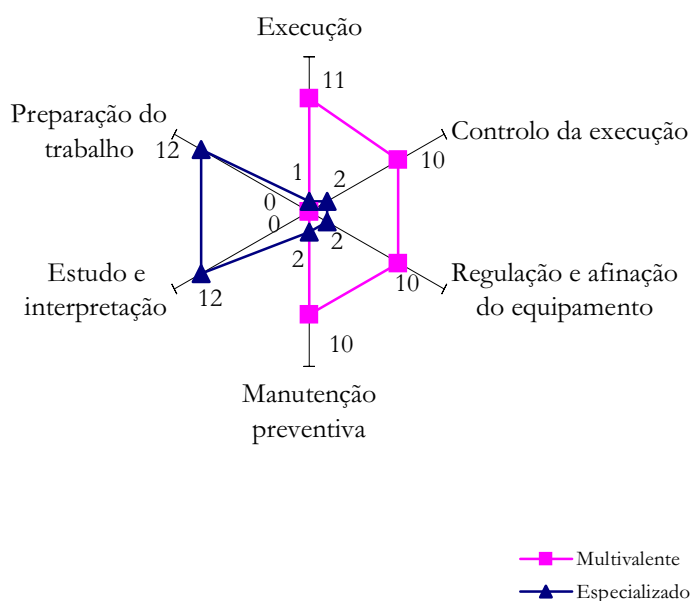 Execução
11
Preparação do
trabalho
12
Controlo da execução
10
1
2
0
0
2
2
Estudo e
interpretação
12
Regulação e afinação
do equipamento
10
10
Manutenção
preventiva
Multivalente
Especializado